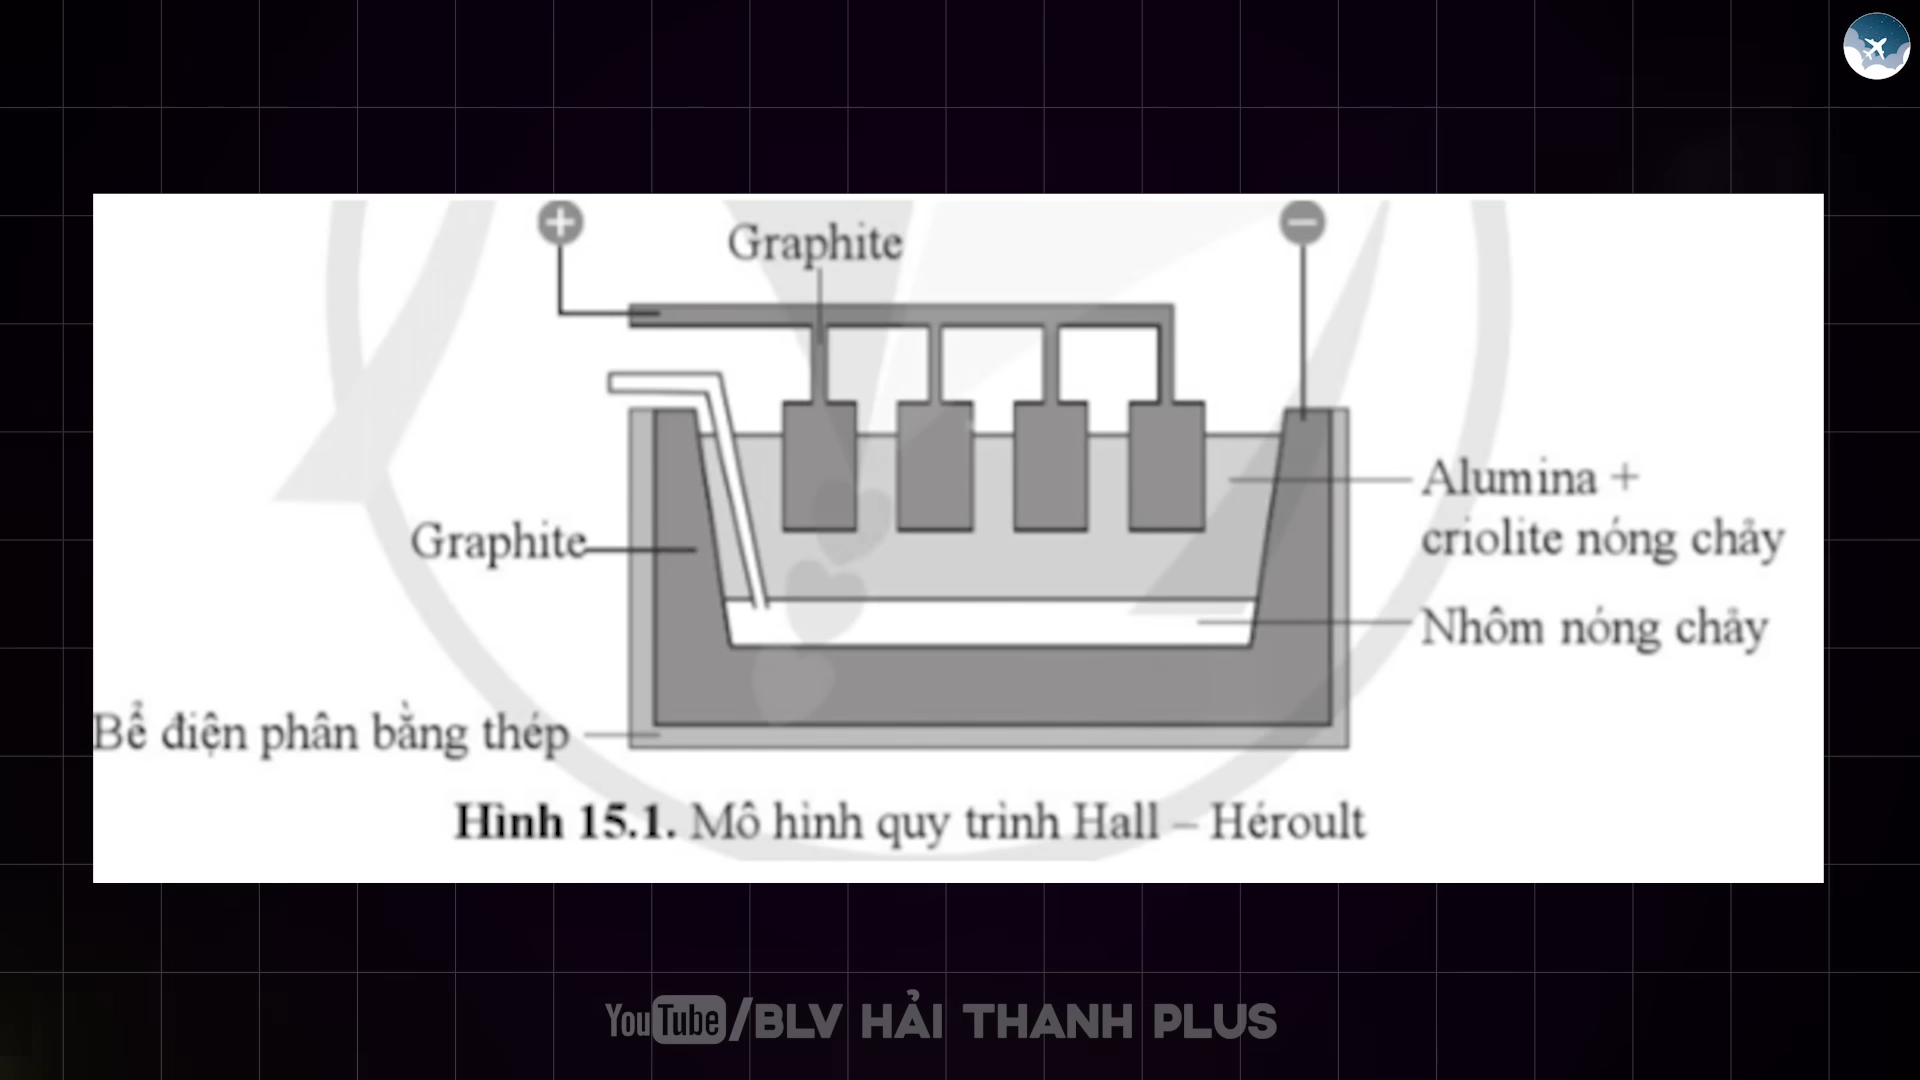 +
−
Graphite
Graphite
Alumina +
criolite nóng chảy
Nhôm nóng chảy
Bể điện phân bằng thép
Hình 15.1. Mô hình quy trình Hall – Héroult
YouTube/BLV HẢI THANH PLUS